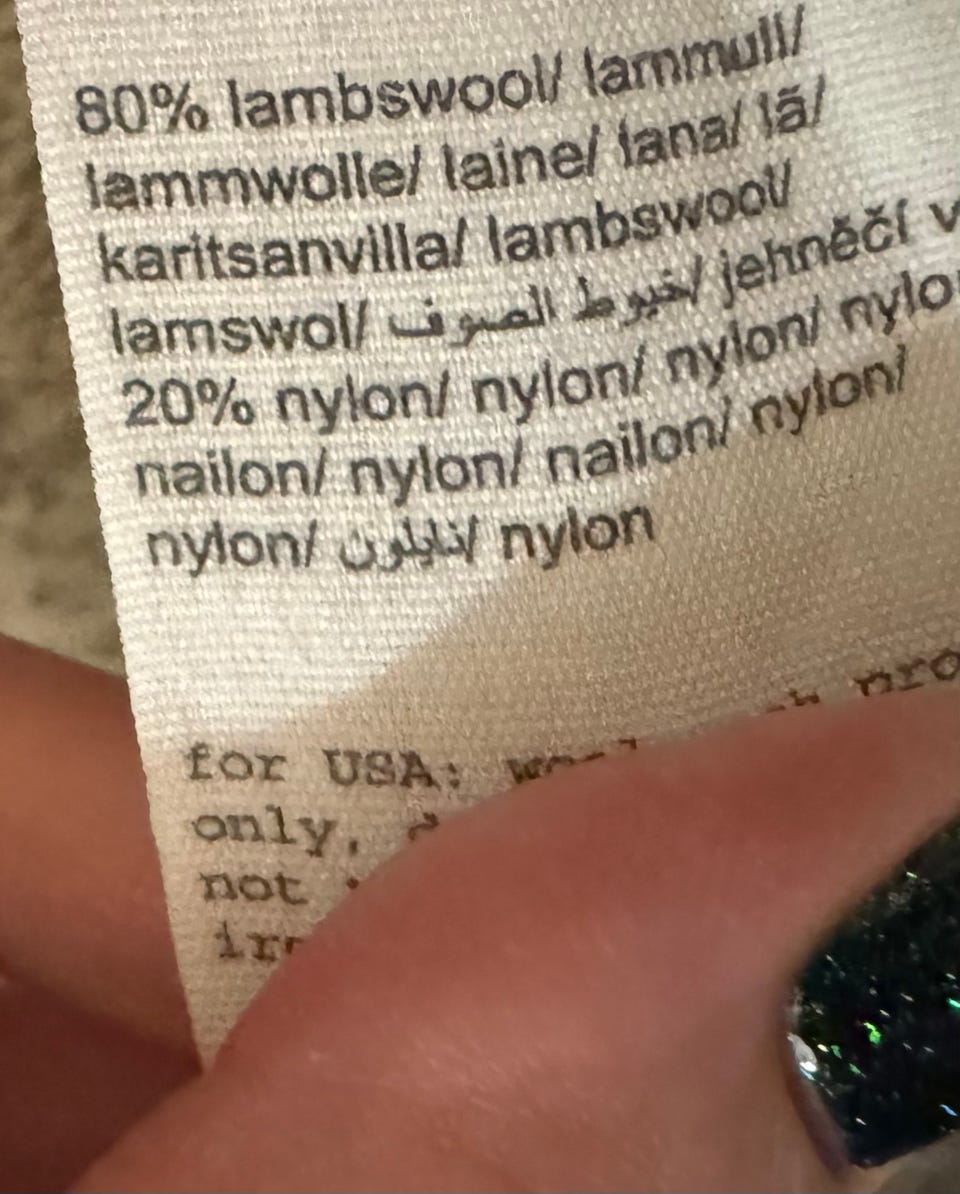 80% lambswool/ lammull/
lammwolle/ laine/ lana/ lã/
karitsanvilla/ lambswool/
lamswol/ خيوط الصوف/ jehněčí
20% nylon/ nylon/ nylon/
nailon/ nylon/ nailon/ nylon/
nylon/ نايلون/ nylon
for USA:
only,
not